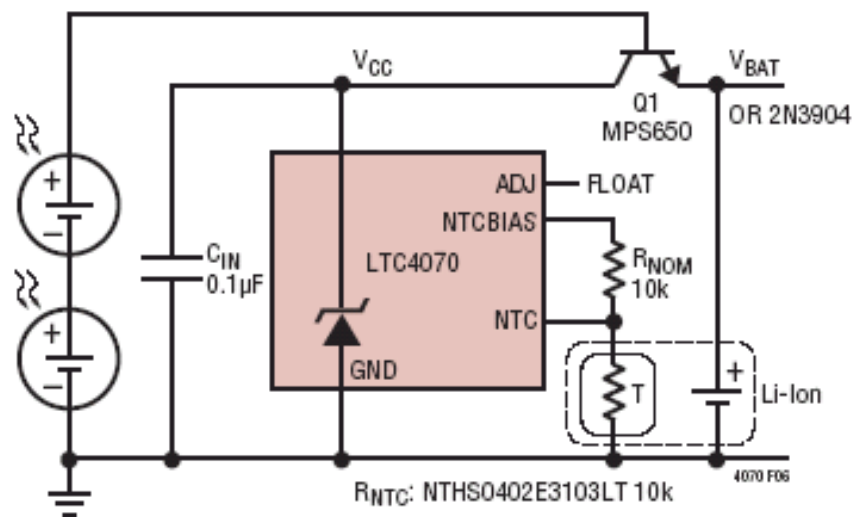 VCC
VBAT
Q1
MPS650
OR 2N3904
+
−
ADJ
FLOAT
NTCBIAS
CIN
0.1µF
LTC4070
RNOM
10k
NTC
+
−
GND
T
+
Li-Ion
4070 F06
RNTC: NTHS0402E3103LT 10k